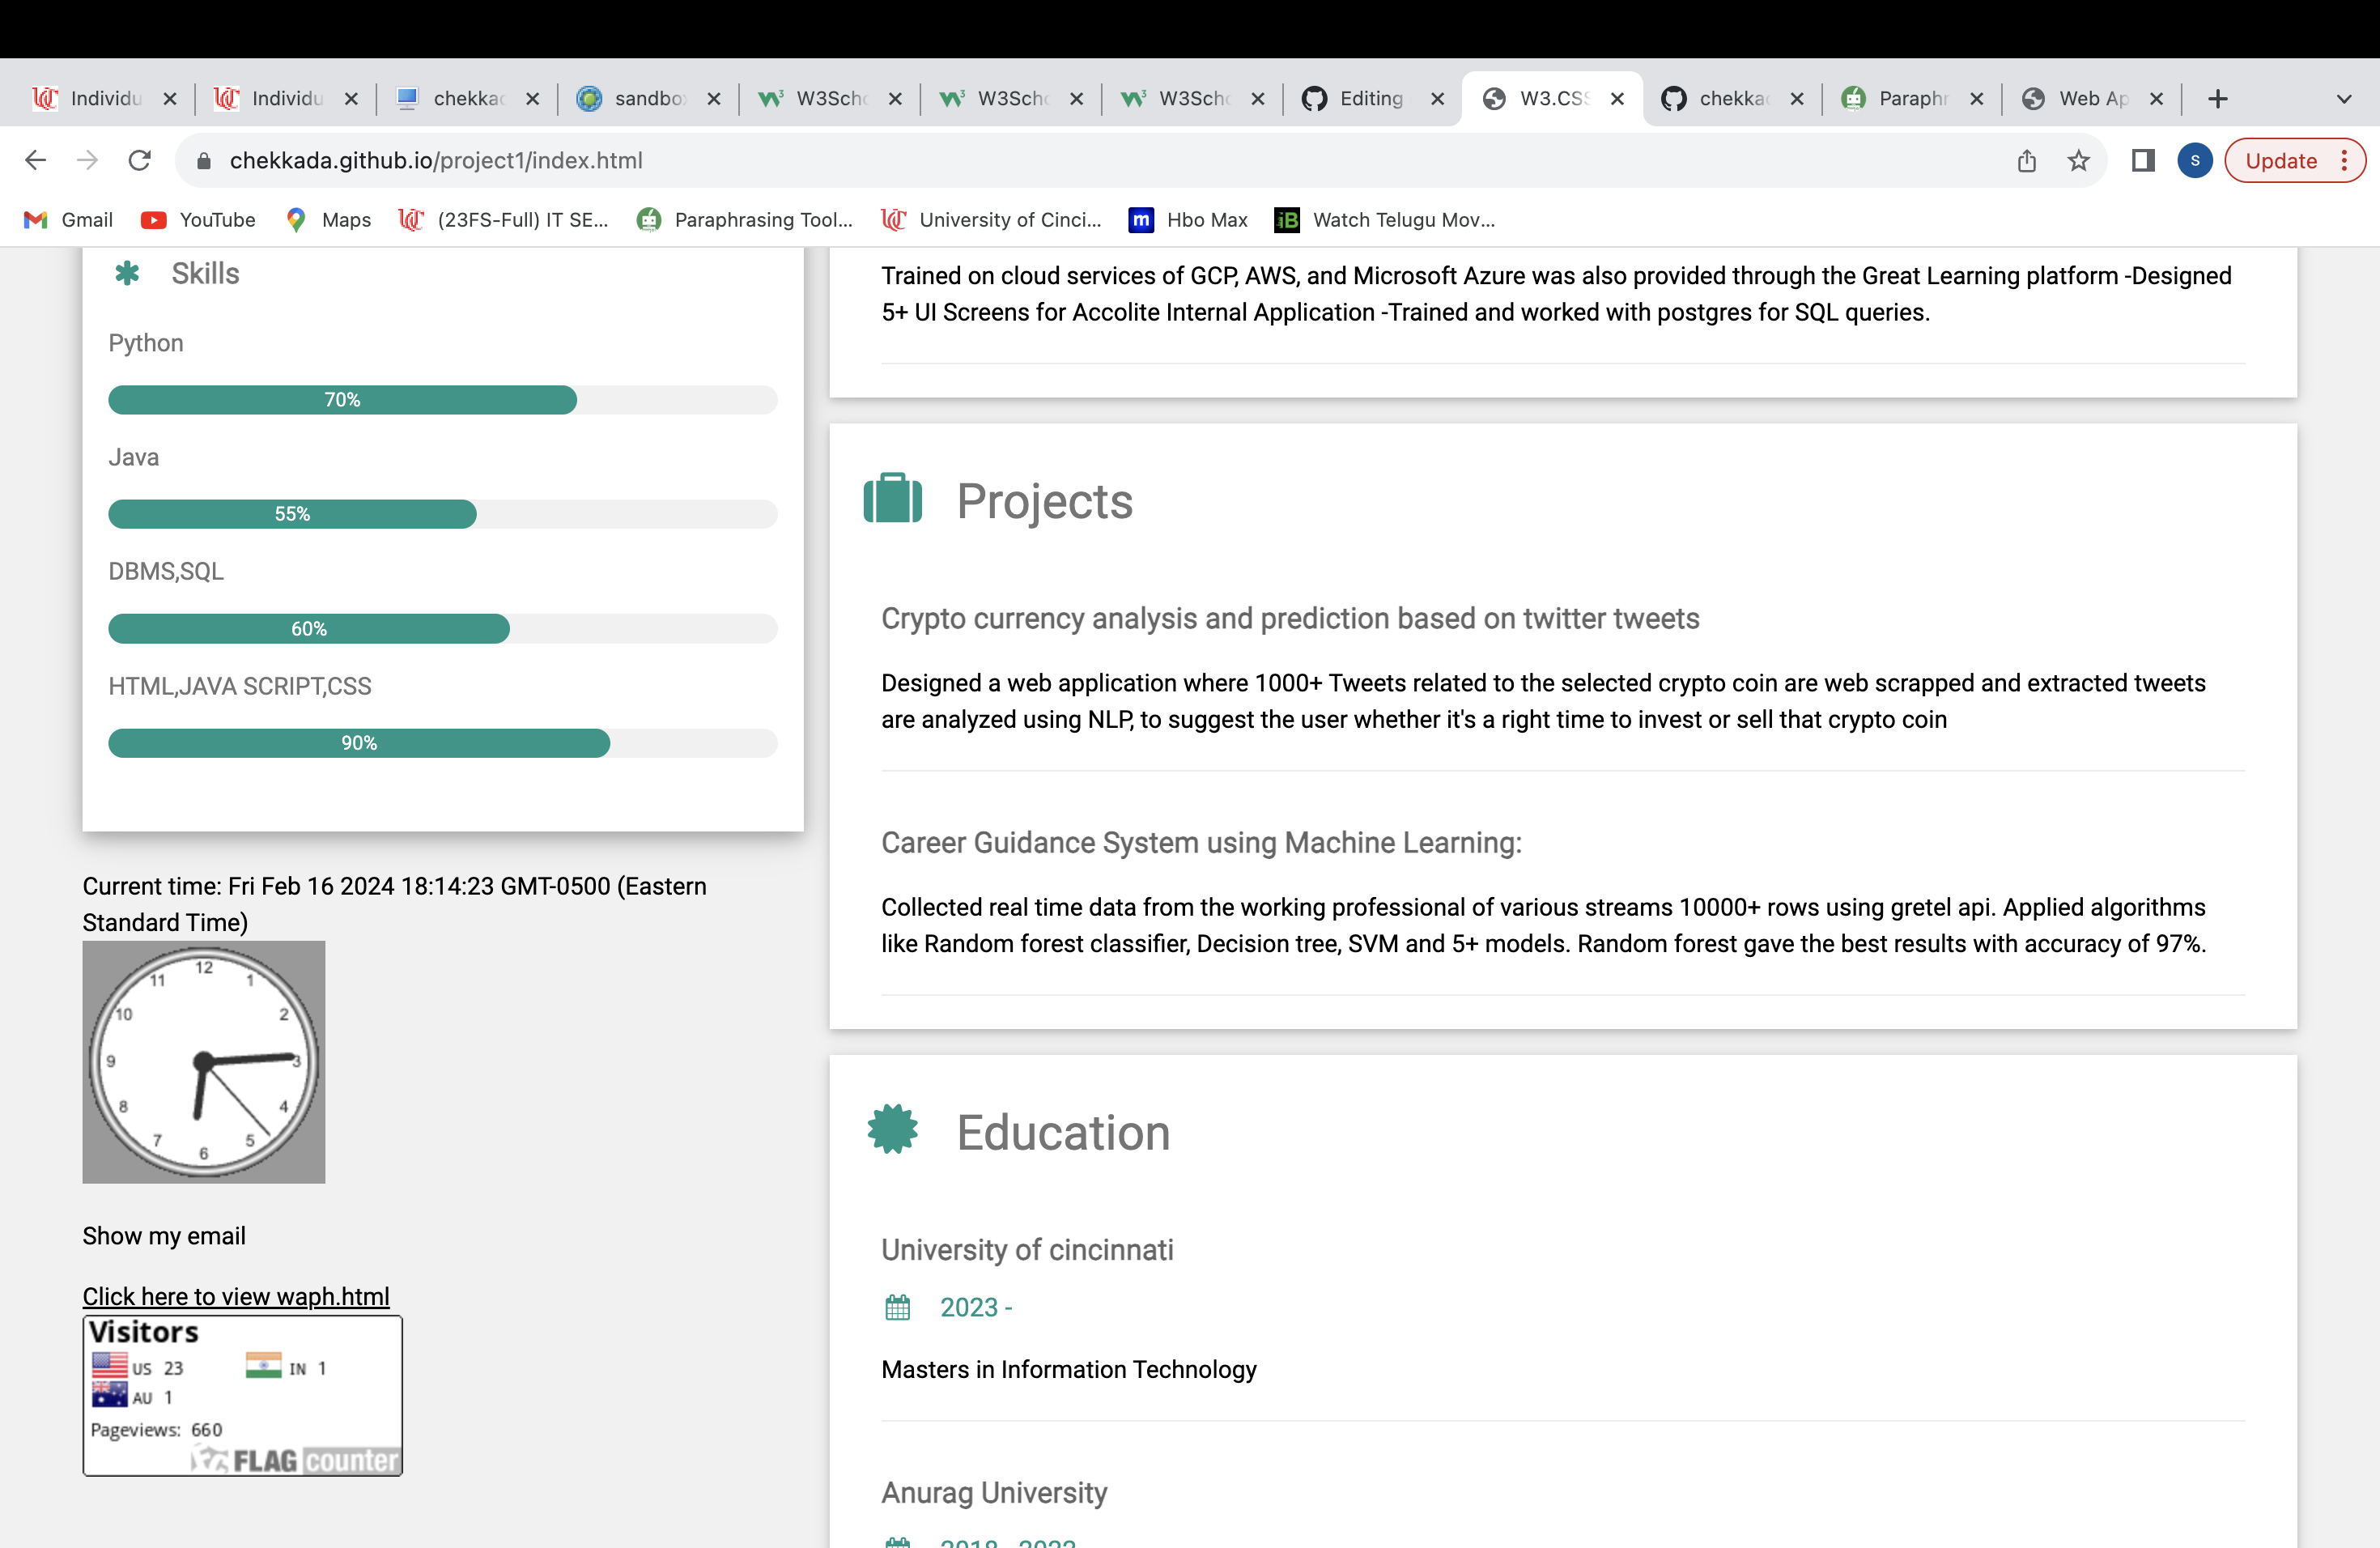 Individu
Individu
chekkad
sandbo
W3Scho
W3Scho
W3Scho
Editing
W3.CSS
chekka
Paraphr
Web Ap
chekkada.github.io/project1/index.html
S
Update
Gmail
YouTube
Maps
(23FS-Full) IT SE...
Paraphrasing Tool...
University of Cinci...
m
Hbo Max
iB
Watch Telugu Mov...
Skills
Python
70%
Java
55%
DBMS,SQL
60%
HTML,JAVA SCRIPT,CSS
90%
Current time: Fri Feb 16 2024 18:14:23 GMT-0500 (Eastern
Standard Time)
12
1
2
3
4
5
6
7
8
9
10
11
Show my email
Click here to view waph.html
Visitors
US 23
IN 1
AU 1
Pageviews: 660
FLAG counter
Trained on cloud services of GCP, AWS, and Microsoft Azure was also provided through the Great Learning platform -Designed
5+ UI Screens for Accolite Internal Application -Trained and worked with postgres for SQL queries.
Projects
Crypto currency analysis and prediction based on twitter tweets
Designed a web application where 1000+ Tweets related to the selected crypto coin are web scrapped and extracted tweets
are analyzed using NLP, to suggest the user whether it's a right time to invest or sell that crypto coin
Career Guidance System using Machine Learning:
Collected real time data from the working professional of various streams 10000+ rows using gretel api. Applied algorithms
like Random forest classifier, Decision tree, SVM and 5+ models. Random forest gave the best results with accuracy of 97%.
Education
University of cincinnati
2023 -
Masters in Information Technology
Anurag University
2018 - 2022